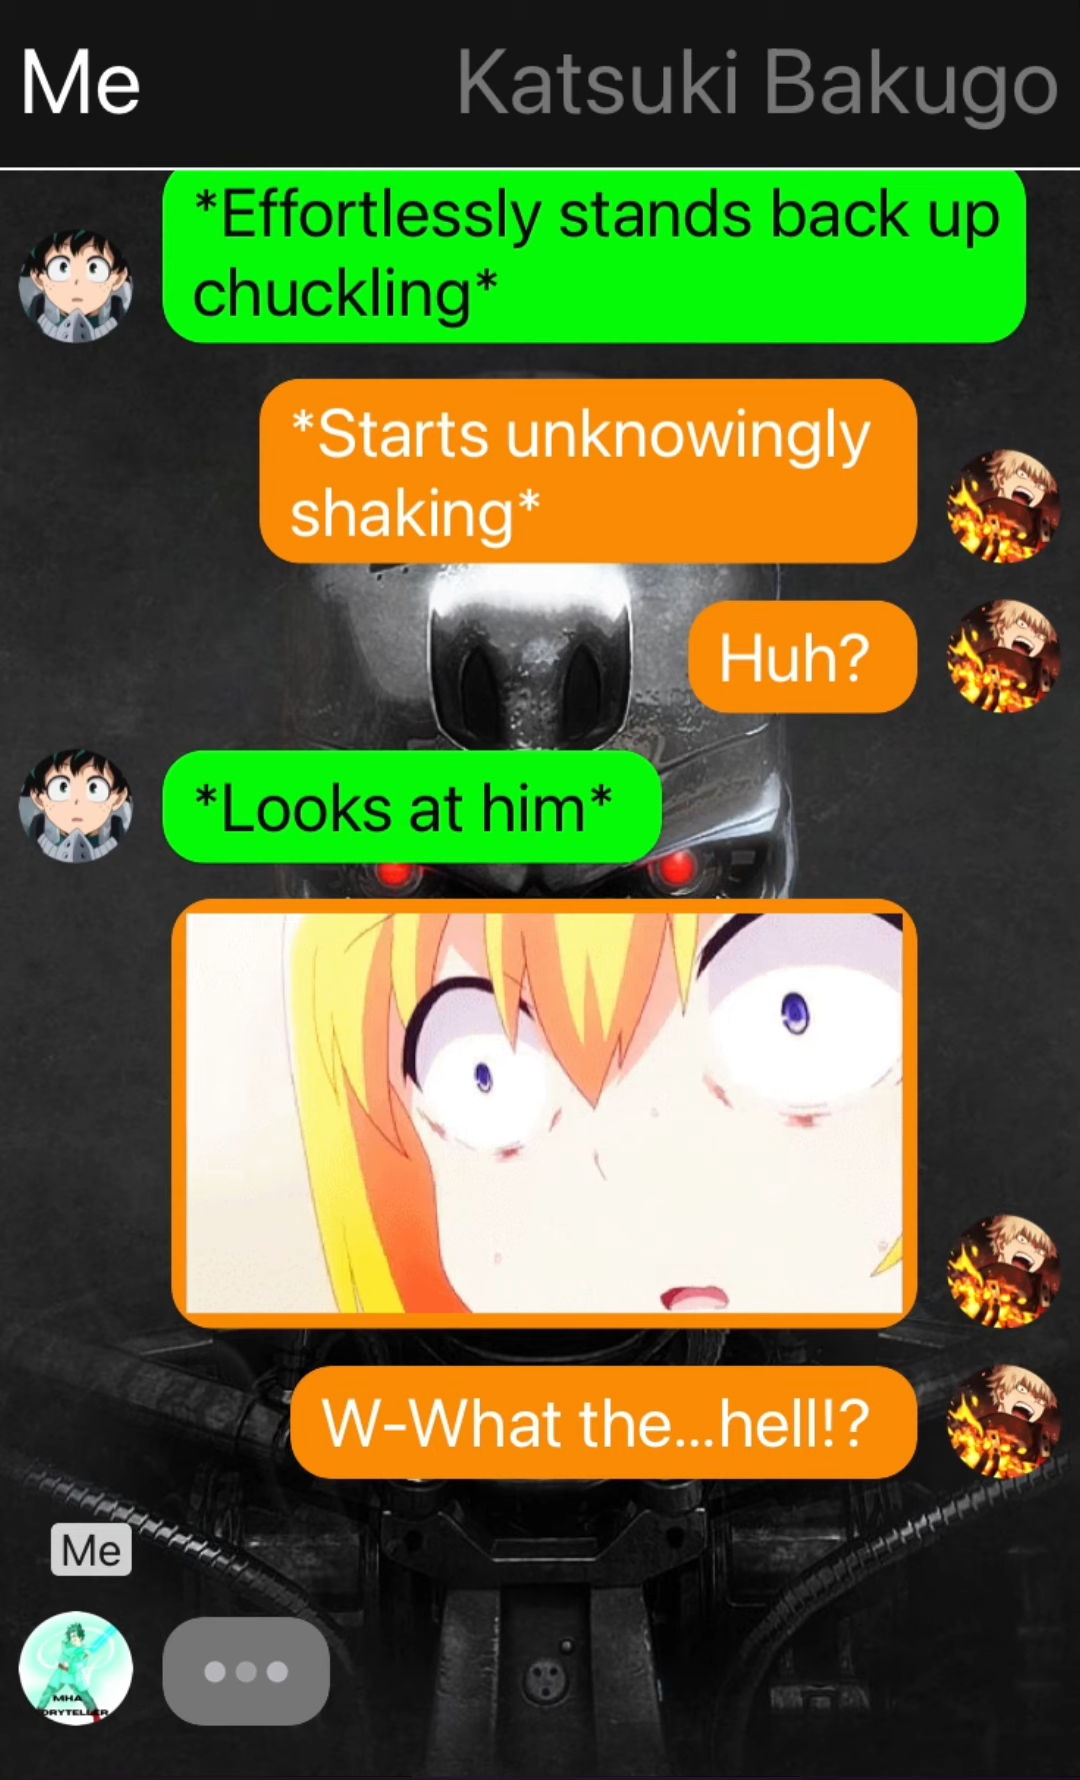 Me
Katsuki Bakugo
*Effortlessly stands back up
chuckling*
*Starts unknowingly
shaking*
Huh?
*Looks at him*
W-What the...hell!?
Me
MHA